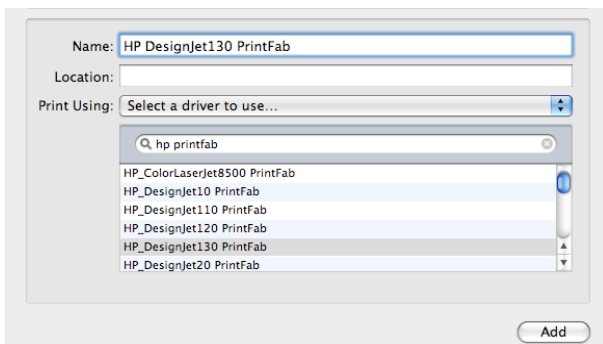 Name: HP DesignJet130 PrintFab
Location:
Print Using: Select a driver to use...
hp printfab
HP_ColorLaserJet8500 PrintFab
HP_DesignJet10 PrintFab
HP_DesignJet110 PrintFab
HP_DesignJet120 PrintFab
HP_DesignJet130 PrintFab
HP_DesignJet20 PrintFab
Add